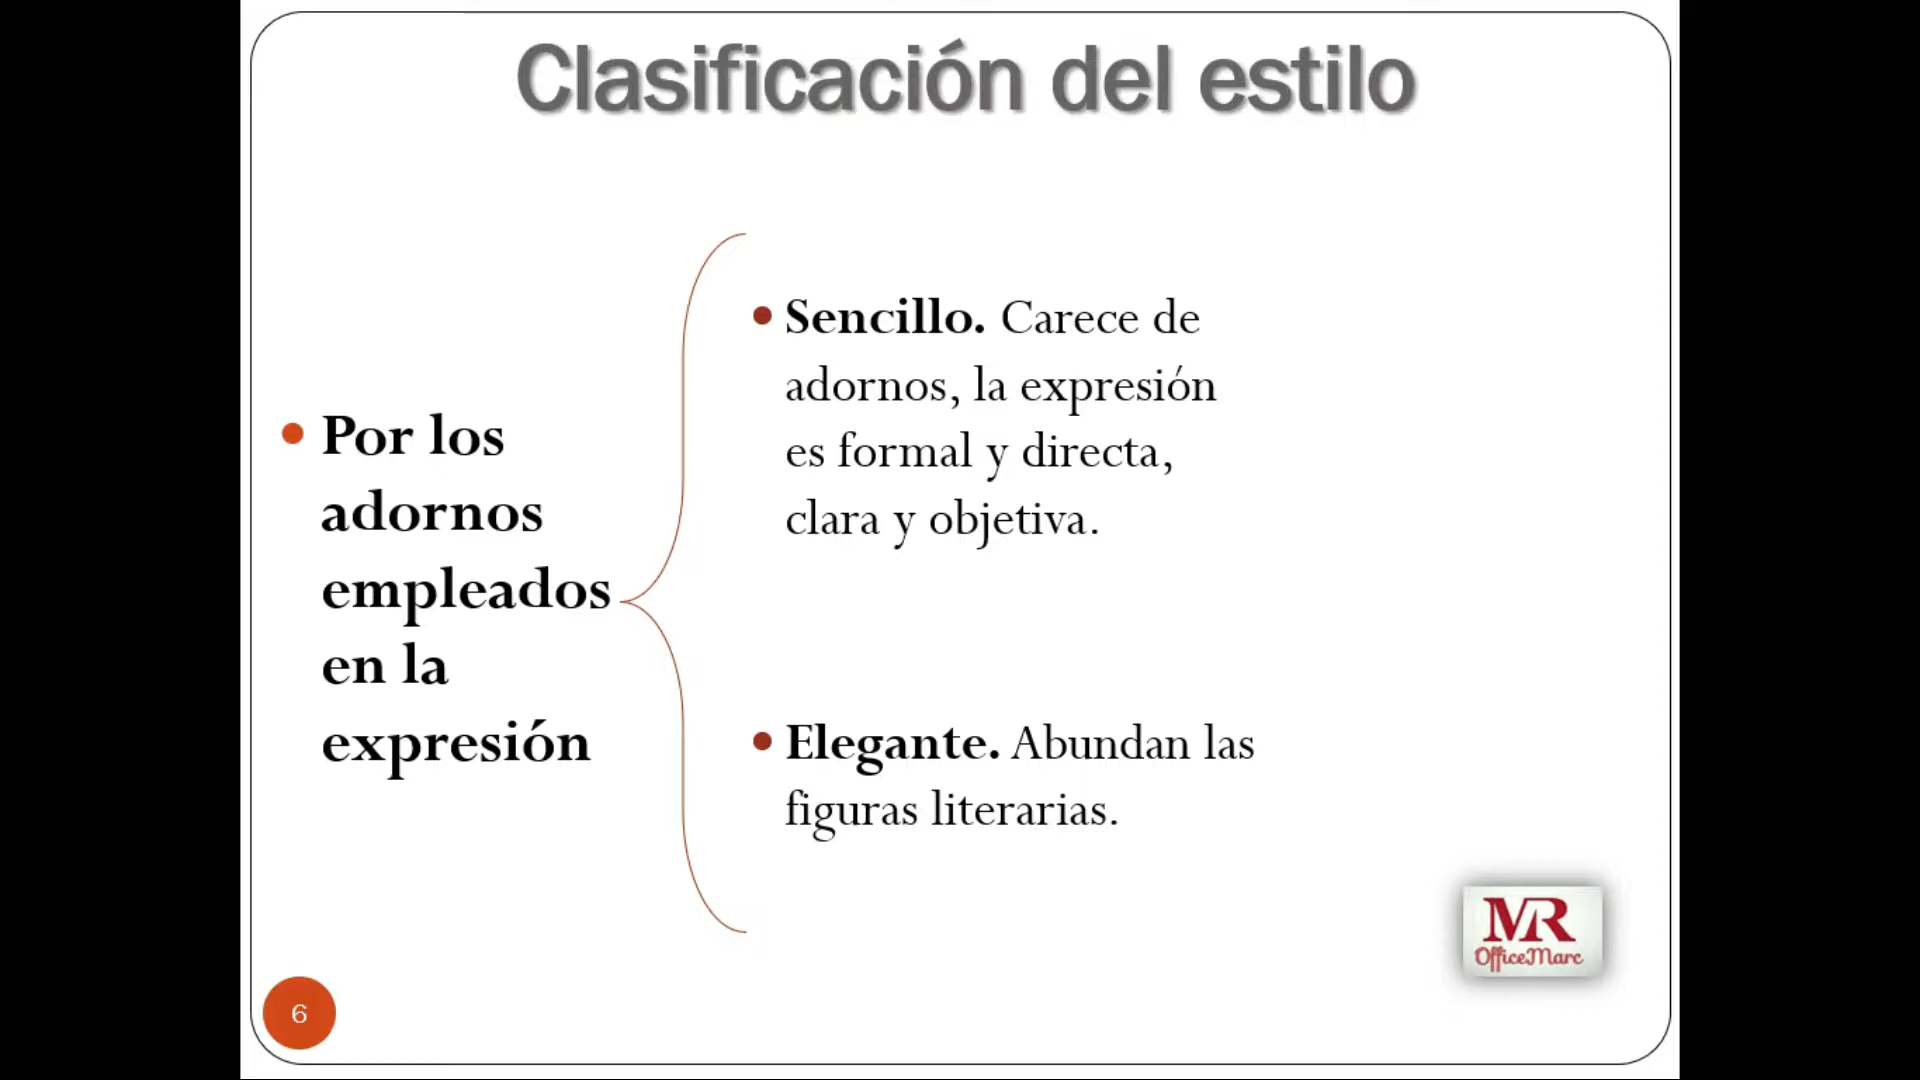 Clasificación del estilo
Por los
adornos
empleados
en la
expresión
Sencillo. Carece de
adornos, la expresión
es formal y directa,
clara y objetiva.
Elegante. Abundan las
figuras literarias.
MR
OfficeMarc
6